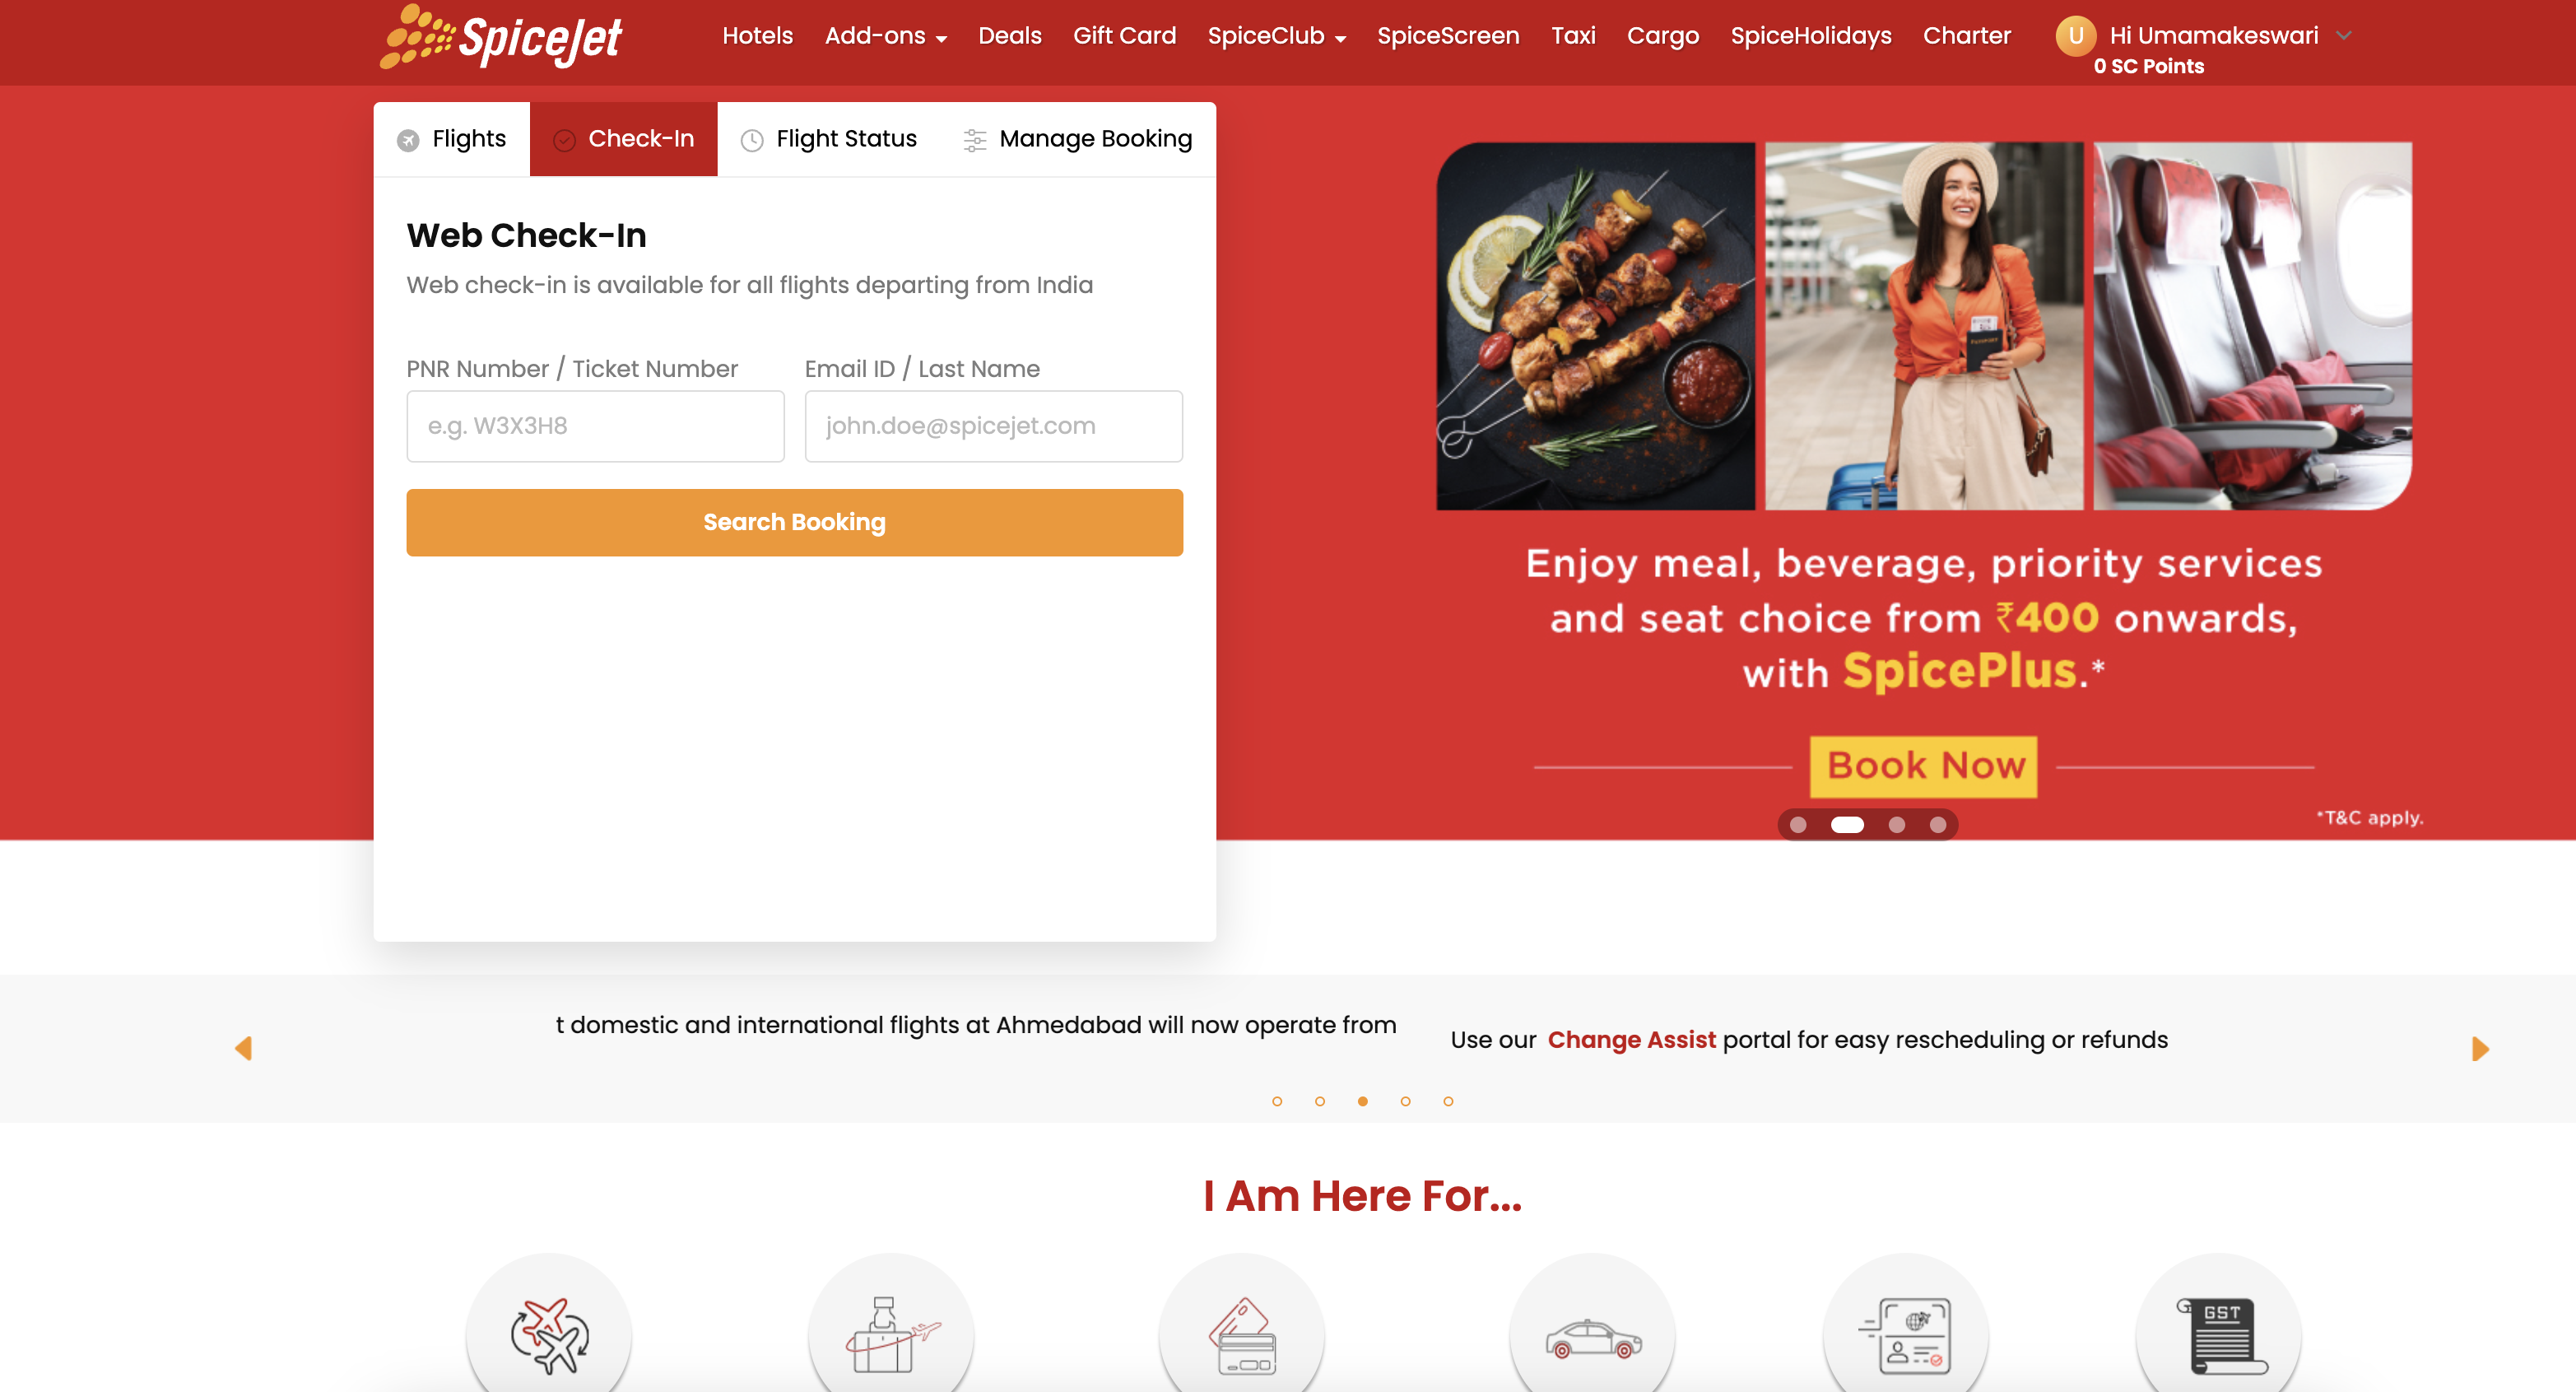 SpiceJet
Hotels
Add-ons
Deals
Gift Card
SpiceClub
SpiceScreen
Taxi
Cargo
SpiceHolidays
Charter
U
Hi Umamakeswari
0 SC Points
Flights
Check-In
Flight Status
Manage Booking
Web Check-In
Web check-in is available for all flights departing from India
PNR Number / Ticket Number
Email ID / Last Name
e.g. W3X3H8
john.doe@spicejet.com
Search Booking
PASSPORT
Enjoy meal, beverage, priority services
and seat choice from ₹400 onwards,
with SpicePlus.*
Book Now
*T&C apply.
t domestic and international flights at Ahmedabad will now operate from
Use our Change Assist portal for easy rescheduling or refunds
I Am Here For...
GST